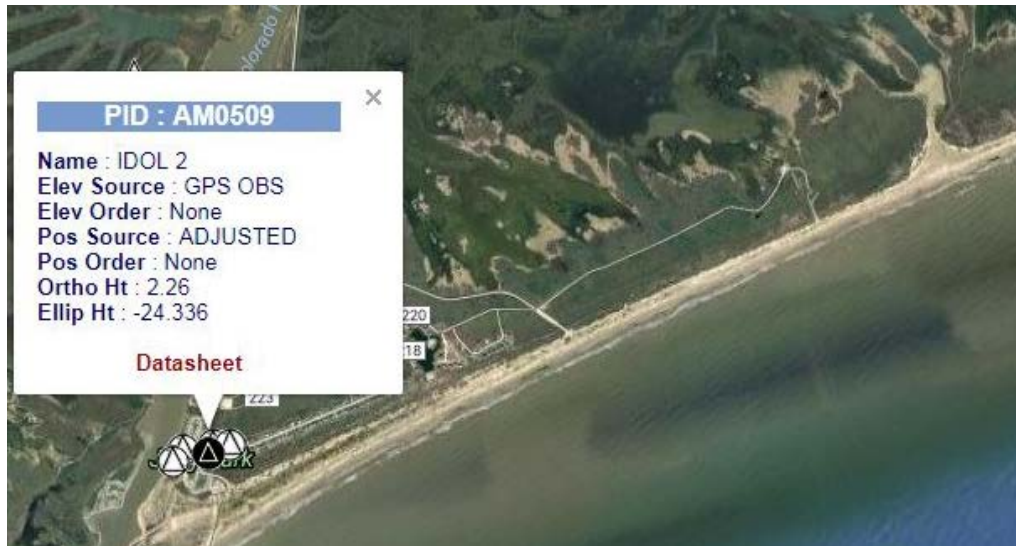 olorado
×
PID : AM0509
Name : IDOL 2
Elev Source : GPS OBS
Elev Order : None
Pos Source : ADJUSTED
Pos Order : None
Ortho Ht : 2.26
Ellip Ht : -24.336
Datasheet
220
18
223